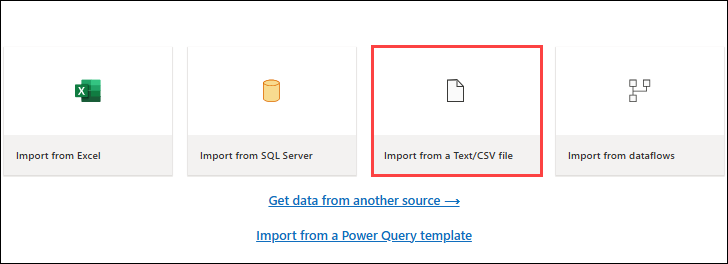 X
Import from Excel
Import from SQL Server
Import from a Text/CSV file
Import from dataflows
Get data from another source →
Import from a Power Query template